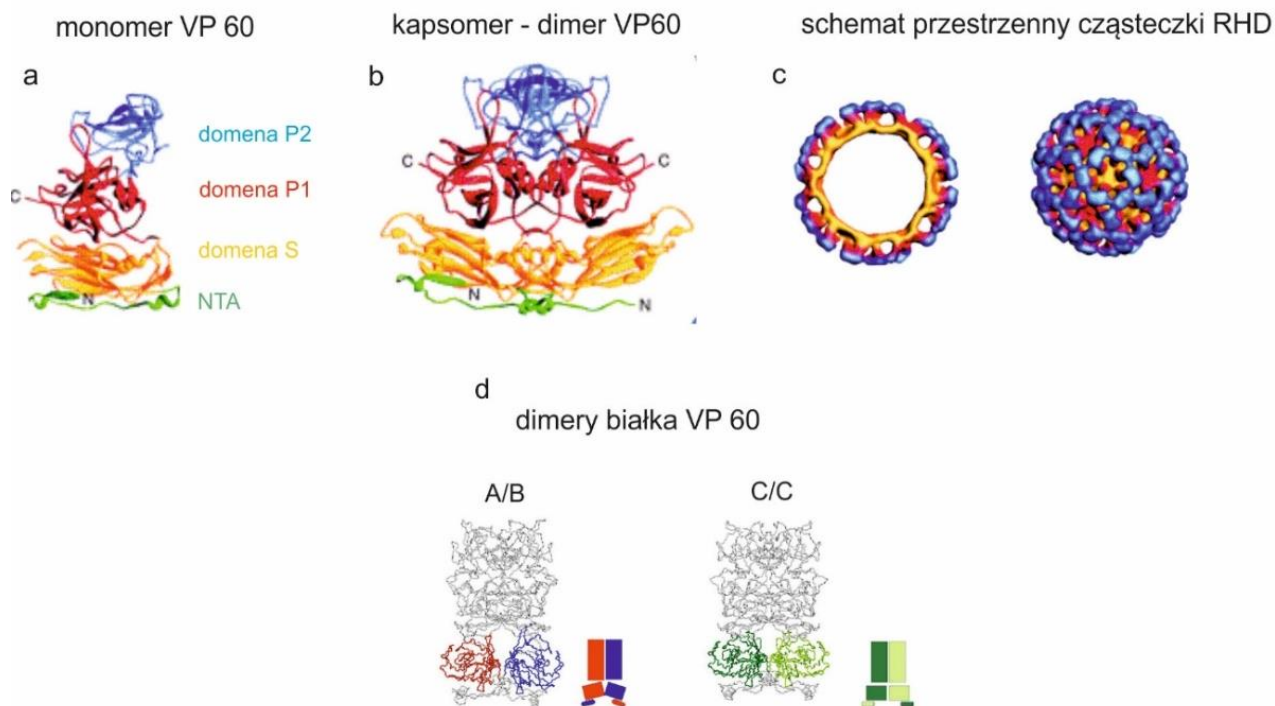 monomer VP 60
kapsomer - dimer VP60
schemat przestrzenny cząsteczki RHD
a
domena P2
domena P1
C
domena S
N
NTA
b
C
C
N
N
c
d
dimery białka VP 60
A/B
C/C